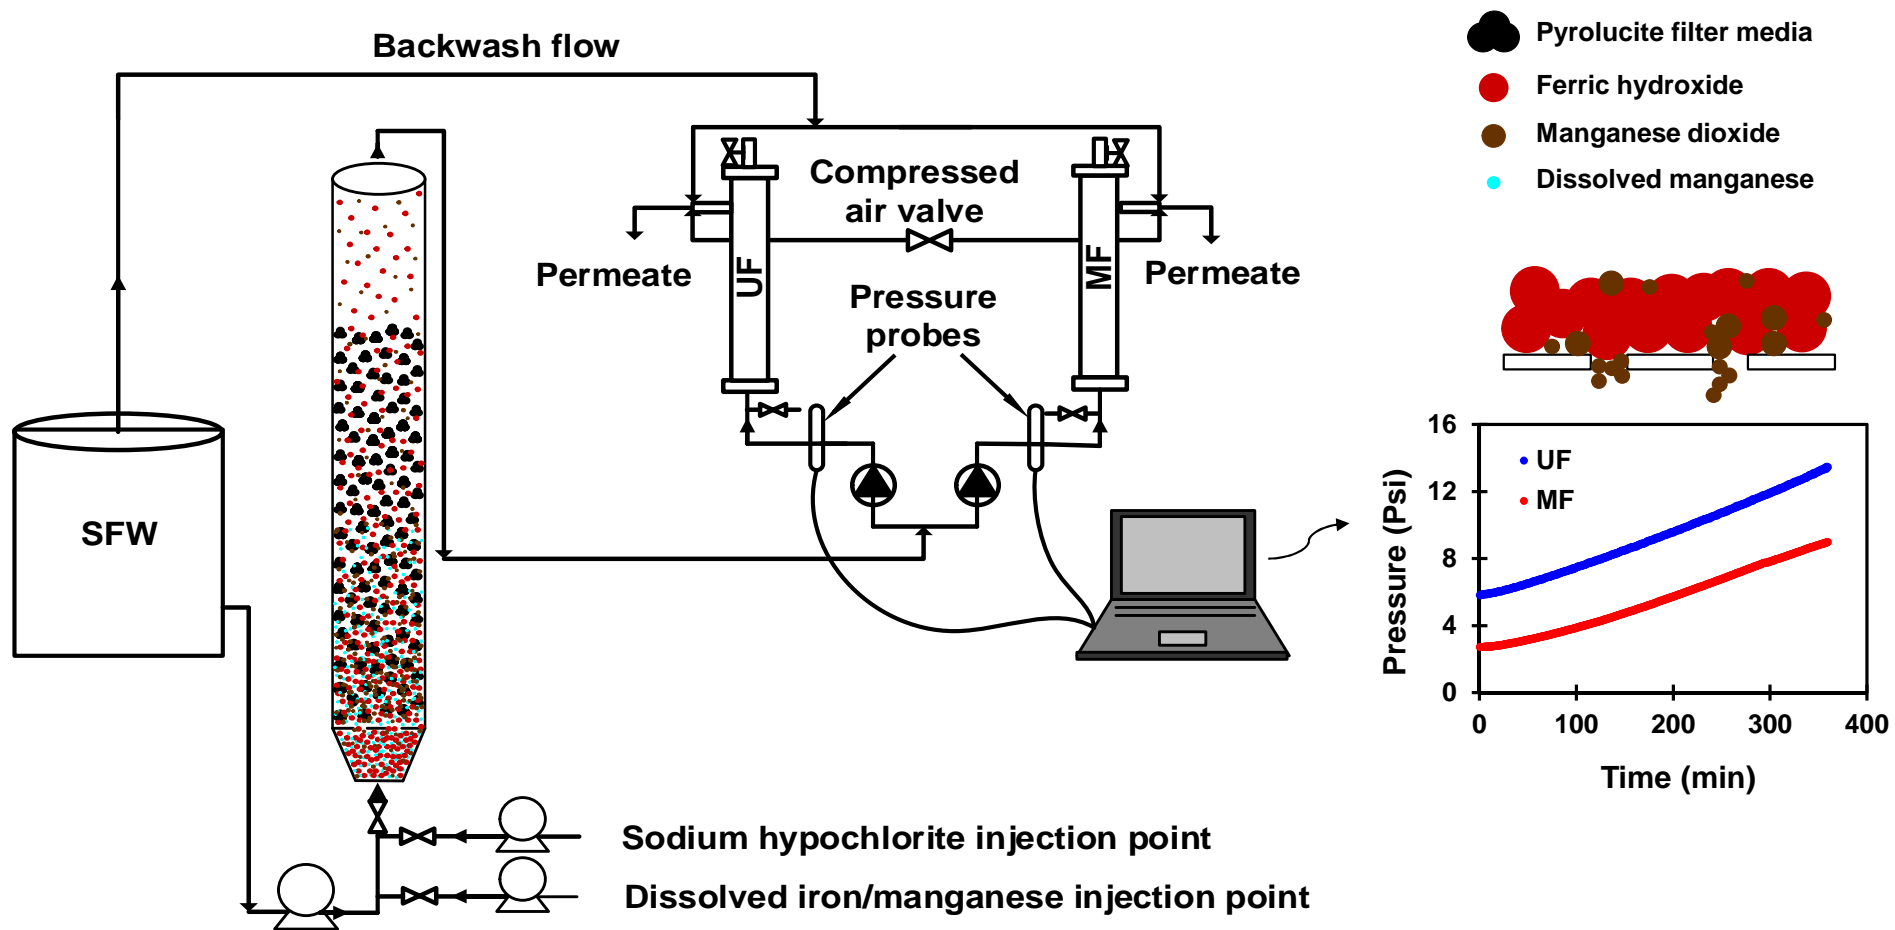 Backwash flow
Pyrolucite filter media
Ferric hydroxide
Manganese dioxide
Dissolved manganese
Compressed
air valve
UF
MF
Permeate
Permeate
Pressure
probes
SFW
16
12
8
4
0
UF
MF
Pressure (Psi)
0 100 200 300 400
Time (min)
Sodium hypochlorite injection point
Dissolved iron/manganese injection point